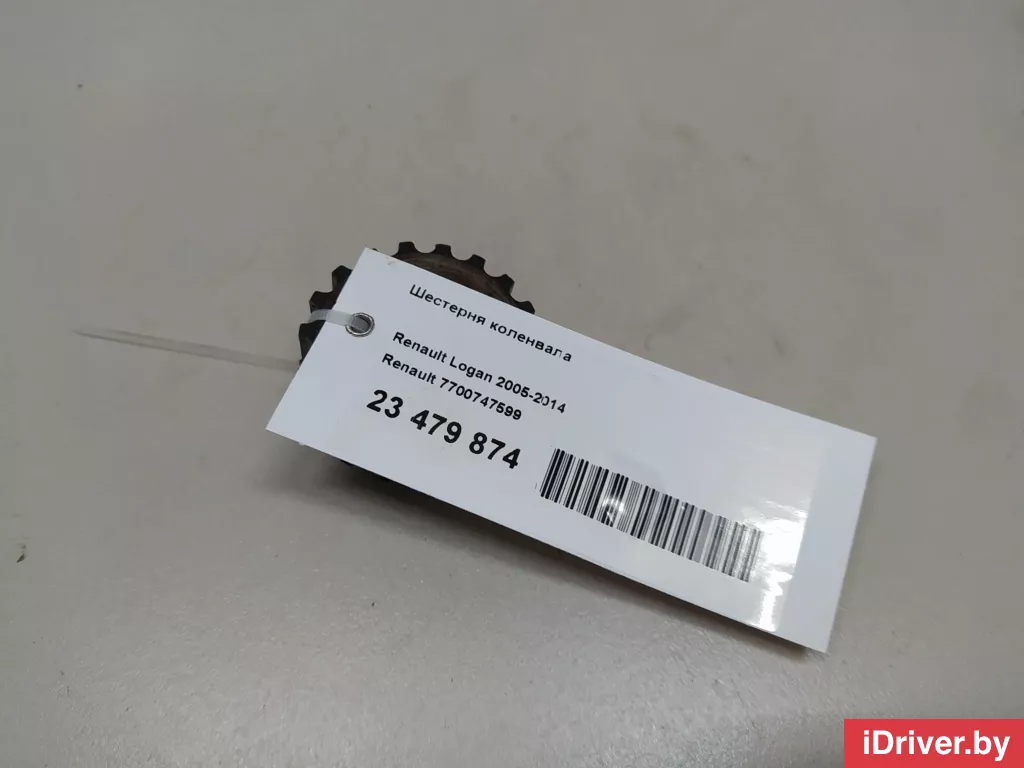 Шестерня коленвала
Renault Logan 2005-2014
Renault 7700747599
23 479 874
iDriver.by